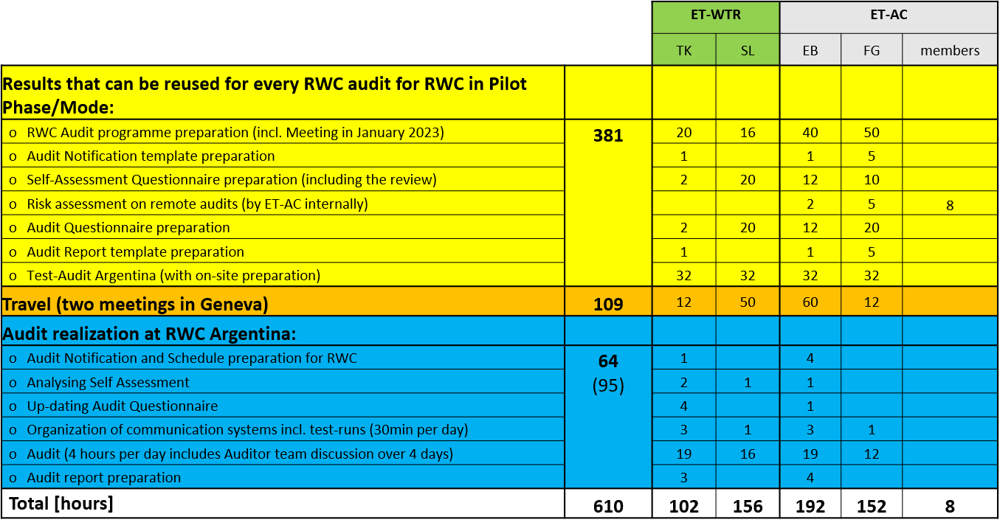 ET-WTR ET-AC
TK SL EB FG members
Results that can be reused for every RWC audit for RWC in Pilot
Phase/Mode:
o RWC Audit programme preparation (incl. Meeting in January 2023) 381 20 16 40 50
o Audit Notification template preparation 1 1 5
o Self-Assessment Questionnaire preparation (including the review) 2 20 12 10
o Risk assessment on remote audits (by ET-AC internally) 2 5 8
o Audit Questionnaire preparation 2 20 12 20
o Audit Report template preparation 1 1 5
o Test-Audit Argentina (with on-site preparation) 32 32 32 32
Travel (two meetings in Geneva) 109 12 50 60 12
Audit realization at RWC Argentina:
o Audit Notification and Schedule preparation for RWC 64 1 4
o Analysing Self Assessment (95) 2 1 1
o Up-dating Audit Questionnaire 4 1
o Organization of communication systems incl. test-runs (30min per day) 3 1 3 1
o Audit (4 hours per day includes Auditor team discussion over 4 days) 19 16 19 12
o Audit report preparation 3 4
Total [hours] 610 102 156 192 152 8